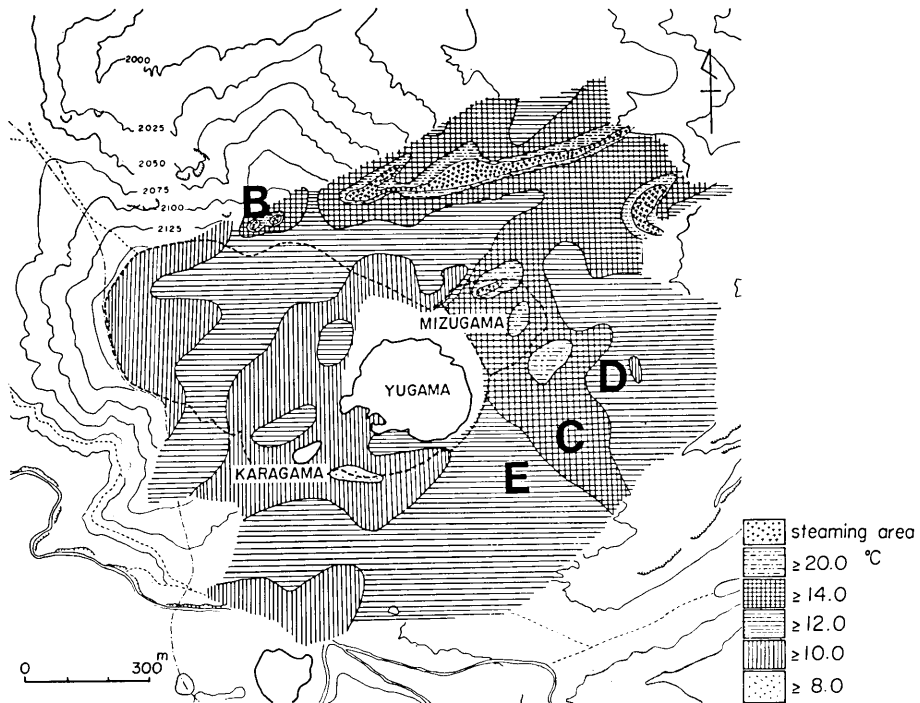 2000
2025
2050
2075
2100
2125
B
MIZUGAMA
YUGAMA
D
C
KARAGAMA
E
steaming area
≥20.0 °C
≥14.0
≥12.0
≥10.0
≥8.0
0 300 m